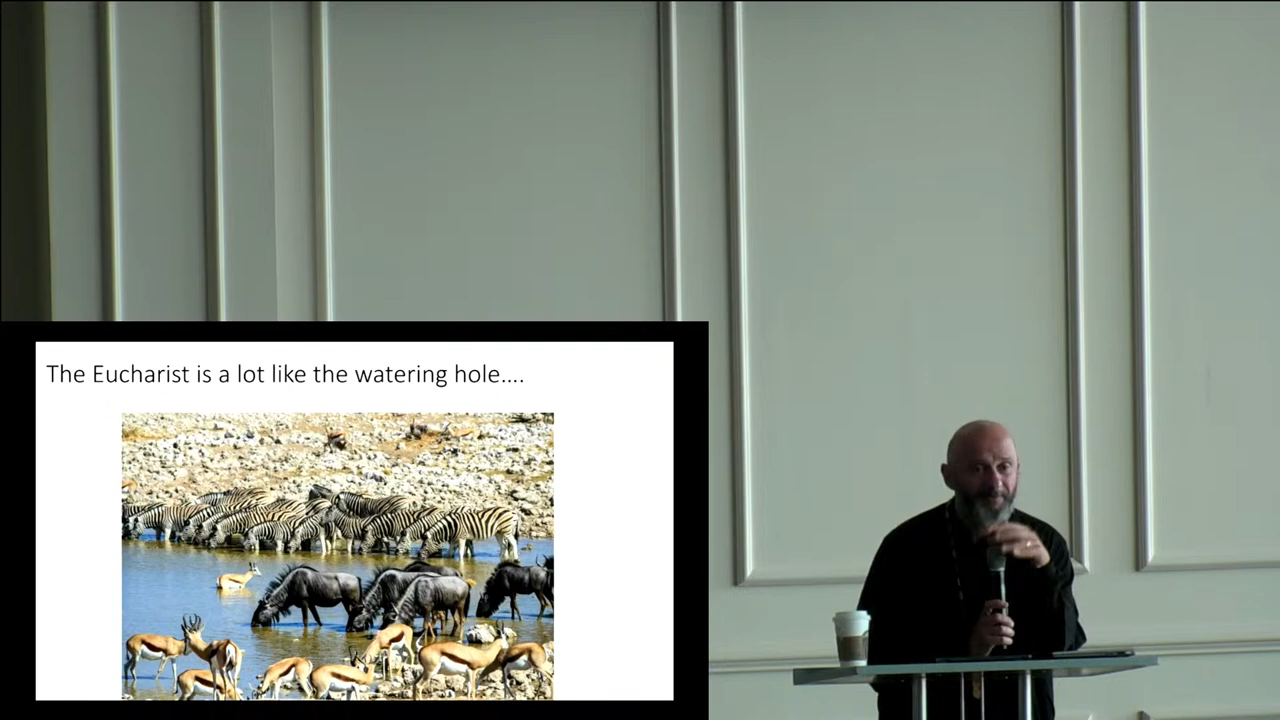 The Eucharist is a lot like the watering hole....